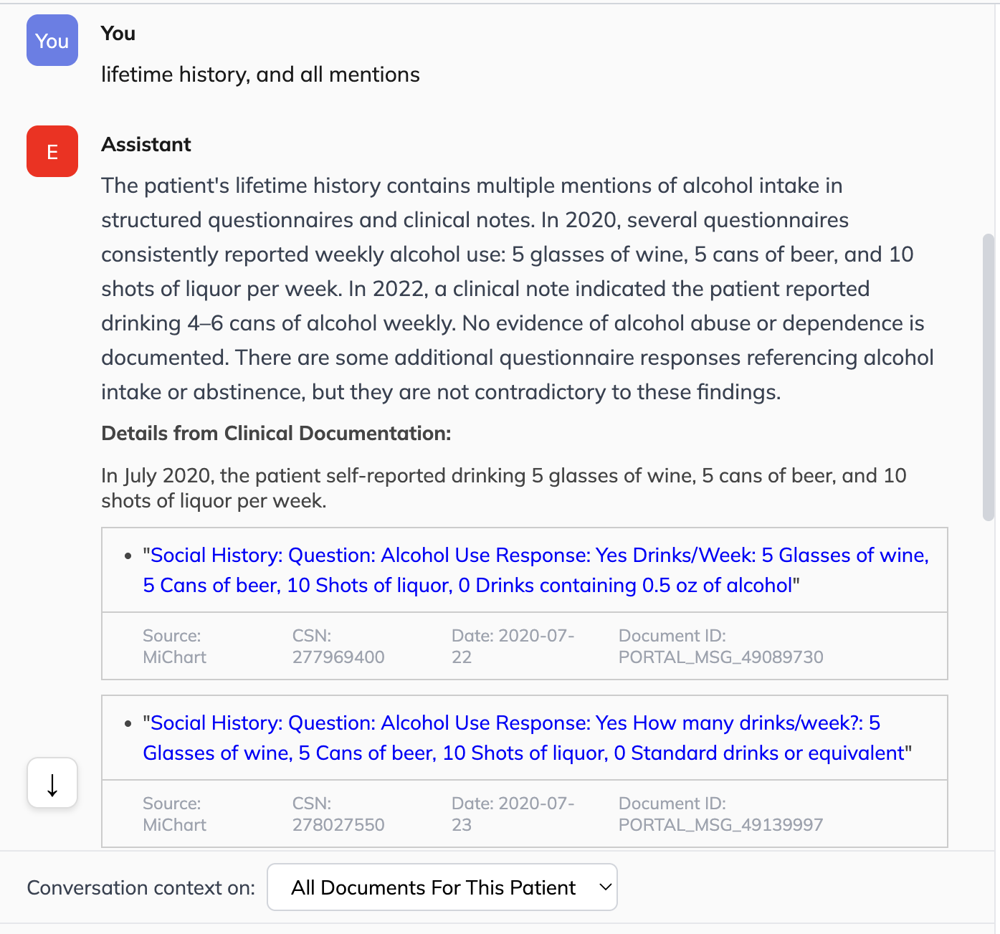 You
You
lifetime history, and all mentions
E
Assistant
The patient's lifetime history contains multiple mentions of alcohol intake in
structured questionnaires and clinical notes. In 2020, several questionnaires
consistently reported weekly alcohol use: 5 glasses of wine, 5 cans of beer, and 10
shots of liquor per week. In 2022, a clinical note indicated the patient reported
drinking 4–6 cans of alcohol weekly. No evidence of alcohol abuse or dependence is
documented. There are some additional questionnaire responses referencing alcohol
intake or abstinence, but they are not contradictory to these findings.
Details from Clinical Documentation:
In July 2020, the patient self-reported drinking 5 glasses of wine, 5 cans of beer, and 10
shots of liquor per week.
• "Social History: Question: Alcohol Use Response: Yes Drinks/Week: 5 Glasses of wine,
5 Cans of beer, 10 Shots of liquor, 0 Drinks containing 0.5 oz of alcohol"
Source: CSN: Date: 2020-07- Document ID:
MiChart 277969400 22 PORTAL_MSG_49089730
• "Social History: Question: Alcohol Use Response: Yes How many drinks/week?: 5
Glasses of wine, 5 Cans of beer, 10 Shots of liquor, 0 Standard drinks or equivalent"
Source: CSN: Date: 2020-07- Document ID:
MiChart 278027550 23 PORTAL_MSG_49139997
Conversation context on: All Documents For This Patient